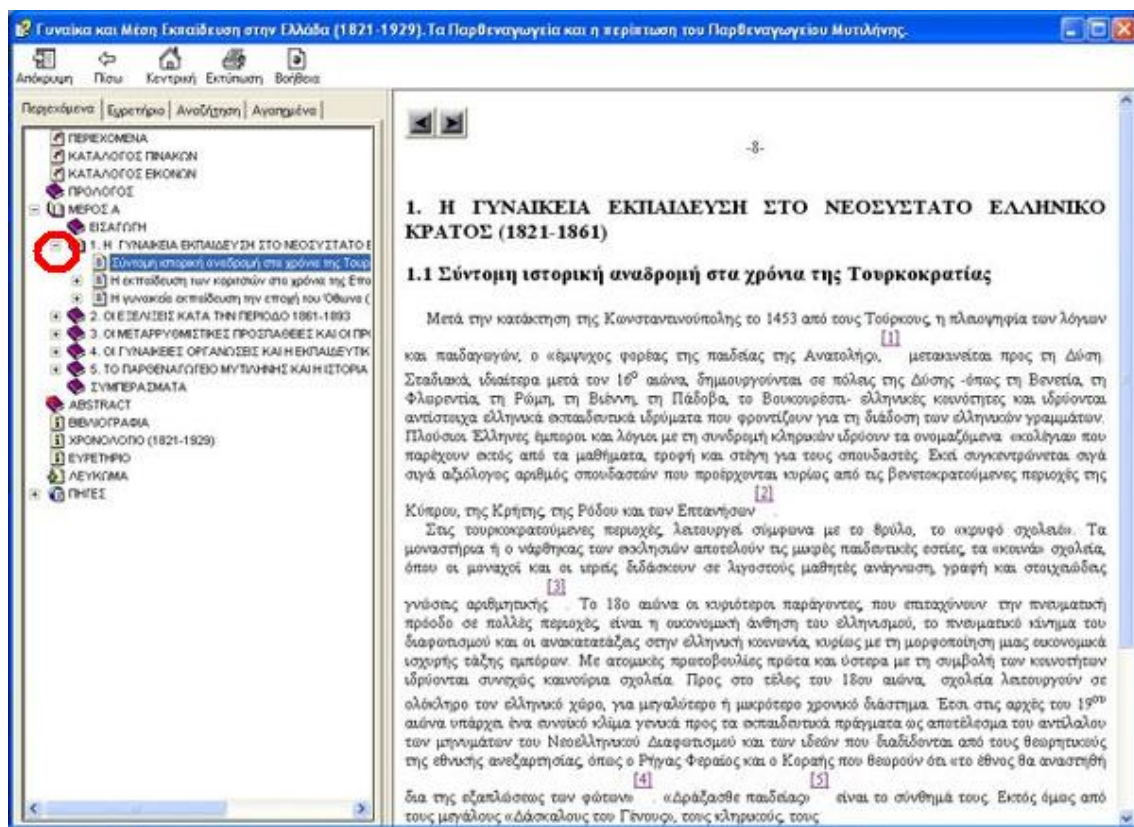 Γυναίκα και Μέση Εκπαίδευση στην Ελλάδα (1821-1929). Τα Παρθεναγωγεία και η περίπτωση του Παρθεναγωγείου Μυτιλήνης.
Απόκρυψη Πίσω Κεντρική Εκτύπωση Βοήθεια
Περιεχόμενα Ευρετήριο Αναζήτηση Αγαπημένα
ΠΕΡΙΕΧΟΜΕΝΑ
ΚΑΤΑΛΟΓΟΣ ΠΙΝΑΚΩΝ
ΚΑΤΑΛΟΓΟΣ ΕΙΚΟΝΩΝ
ΠΡΟΛΟΓΟΣ
ΜΕΡΟΣ Α
ΕΙΣΑΓΩΓΗ
1. Η ΓΥΝΑΙΚΕΙΑ ΕΚΠΑΙΔΕΥΣΗ ΣΤΟ ΝΕΟΣΥΣΤΑΤΟ Ε
Σύντομη ιστορική αναδρομή στα χρόνια της Τουρ
Η εκπαίδευση των κοριτσιών στα χρόνια της Επα
Η γυναικεία εκπαίδευση την εποχή του Όθωνα (
2. ΟΙ ΕΞΕΛΙΞΕΙΣ ΚΑΤΑ ΤΗΝ ΠΕΡΙΟΔΟ 1861-1893
3. ΟΙ ΜΕΤΑΡΡΥΘΜΙΣΤΙΚΕΣ ΠΡΟΣΠΑΘΕΙΕΣ ΚΑΙ ΟΙ ΠΡΟ
4. ΟΙ ΓΥΝΑΙΚΕΙΕΣ ΟΡΓΑΝΩΣΕΙΣ ΚΑΙ Η ΕΚΠΑΙΔΕΥΤΙΚ
5. ΤΟ ΠΑΡΘΕΝΑΓΩΓΕΙΟ ΜΥΤΙΛΗΝΗΣ ΚΑΙ Η ΙΣΤΟΡΙΑ
ΣΥΜΠΕΡΑΣΜΑΤΑ
ABSTRACT
ΒΙΒΛΙΟΓΡΑΦΙΑ
ΧΡΟΝΟΛΟΓΙΟ (1821-1929)
ΕΥΡΕΤΗΡΙΟ
ΛΕΥΚΩΜΑ
ΠΗΓΕΣ
-8-
1. Η ΓΥΝΑΙΚΕΙΑ ΕΚΠΑΙΔΕΥΣΗ ΣΤΟ ΝΕΟΣΥΣΤΑΤΟ ΕΛΛΗΝΙΚΟ
ΚΡΑΤΟΣ (1821-1861)
1.1 Σύντομη ιστορική αναδρομή στα χρόνια της Τουρκοκρατίας
Μετά την κατάκτηση της Κωνσταντινούπολης το 1453 από τους Τούρκους, η πλειοψηφία των λόγιων
και παιδαγωγών, ο «έμψυχος φορέας της παιδείας της Ανατολής», [1] μετακινείται προς τη Δύση.
Σταδιακά, ιδιαίτερα μετά τον 16ο αιώνα, δημιουργούνται σε πόλεις της Δύσης -όπως τη Βενετία, τη
Φλωρεντία, τη Ρώμη, τη Βιέννη, τη Πάδοβα, το Βουκουρέστι- ελληνικές κοινότητες και ιδρύονται
αντίστοιχα ελληνικά εκπαιδευτικά ιδρύματα που φροντίζουν για τη διάδοση των ελληνικών γραμμάτων.
Πλούσιοι Έλληνες έμποροι και λόγιοι με τη συνδρομή κληρικών ιδρύουν τα ονομαζόμενα «κολέγια» που
παρέχουν εκτός από τα μαθήματα, τροφή και στέγη για τους σπουδαστές. Εκεί συγκεντρώνεται σιγά
σιγά αξιόλογος αριθμός σπουδαστών που προέρχονται κυρίως από τις βενετοκρατούμενες περιοχές της
Κύπρου, της Κρήτης, της Ρόδου και των Επτανήσων [2].
Στις τουρκοκρατούμενες περιοχές, λειτουργεί σύμφωνα με το θρύλο, το «κρυφό σχολειό». Τα
μοναστήρια ή ο νάρθηκας των εκκλησιών αποτελούν τις μικρές παιδευτικές εστίες, τα «κοινά» σχολεία,
όπου οι μοναχοί και οι ιερείς διδάσκουν σε λιγοστούς μαθητές ανάγνωση, γραφή και στοιχειώδεις
γνώσεις αριθμητικής [3]. Το 18ο αιώνα οι κυριότεροι παράγοντες, που επιταχύνουν την πνευματική
πρόοδο σε πολλές περιοχές, είναι η οικονομική άνθηση του ελληνισμού, το πνευματικό κίνημα του
διαφωτισμού και οι ανακατατάξεις στην ελληνική κοινωνία, κυρίως με τη μορφοποίηση μιας οικονομικά
ισχυρής τάξης εμπόρων. Με ατομικές πρωτοβουλίες πρώτα και ύστερα με τη συμβολή των κοινοτήτων
ιδρύονται συνεχώς καινούρια σχολεία. Προς στο τέλος του 18ου αιώνα, σχολεία λειτουργούν σε
ολόκληρο τον ελληνικό χώρο, για μεγαλύτερο ή μικρότερο χρονικό διάστημα. Έτσι στις αρχές του 19ου
αιώνα υπάρχει ένα ευνοϊκό κλίμα γενικά προς τα εκπαιδευτικά πράγματα ως αποτέλεσμα του αντίλαλου
των μηνυμάτων του Νεοελληνικού Διαφωτισμού και των ιδεών που διαδίδονται από τους θεωρητικούς
της εθνικής ανεξαρτησίας, όπως ο Ρήγας Φεραίος και ο Κοραής που θεωρούν ότι «το έθνος θα αναστηθή
δια της εξαπλώσεως των φώτων» [4]. «Δράξασθε παιδείας» [5] είναι το σύνθημά τους. Εκτός όμως από
τους μεγάλους «Δάσκαλους του Γένους», τους κληρικούς, τους